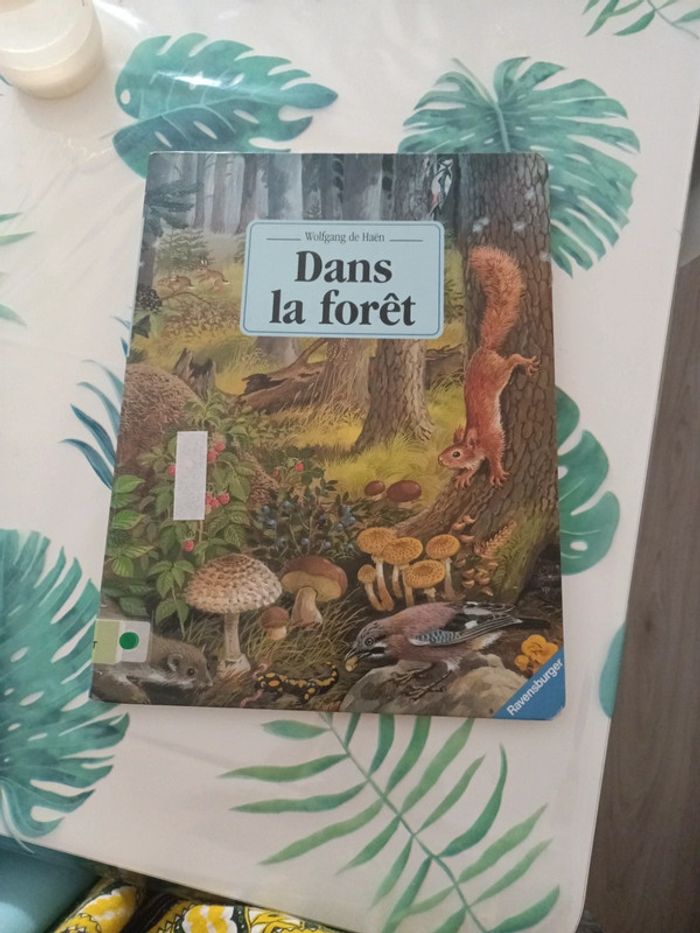 Wolfgang de Haën
Dans
la forêt
r
Ravensburger